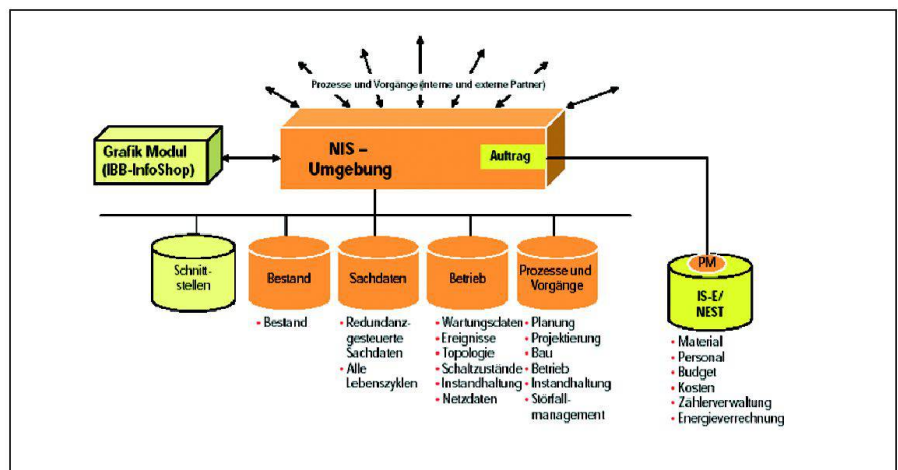 Prozesse und Vorgänge (interne und externe Partner)
Grafik Modul
(IBB-InfoShop)
NIS –
Umgebung
Auftrag
Schnitt-
stellen
Bestand
Sachdaten
Betrieb
Prozesse und
Vorgänge
PM
IS-E/
NEST
• Bestand
• Redundanz-
gesteuerte
Sachdaten
• Alle
Lebenszyklen
• Wartungsdaten
• Ereignisse
• Topologie
• Schaltzustände
• Instandhaltung
• Netzdaten
• Planung
• Projektierung
• Bau
• Betrieb
• Instandhaltung
• Störfall-
management
• Material
• Personal
• Budget
• Kosten
• Zählerverwaltung
• Energieverrechnung